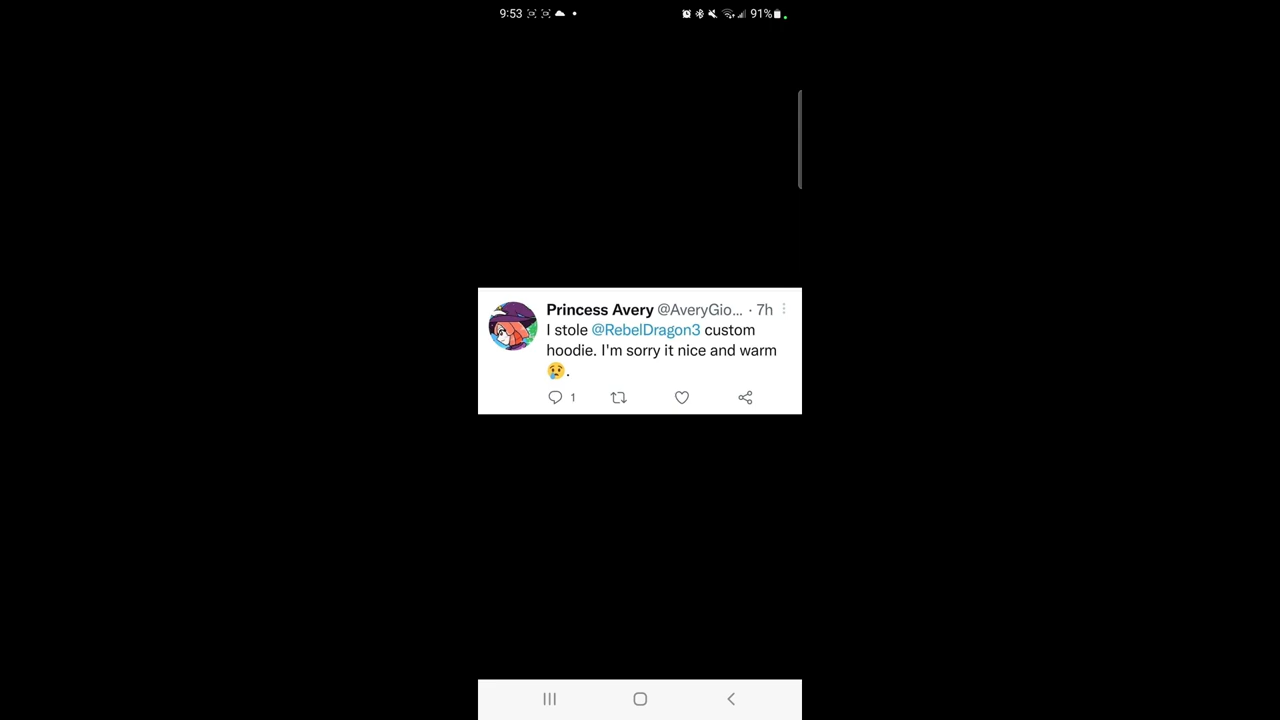 9:53 91%
Princess Avery @AveryGio... · 7h
I stole @RebelDragon3 custom
hoodie. I'm sorry it nice and warm
😢.
1